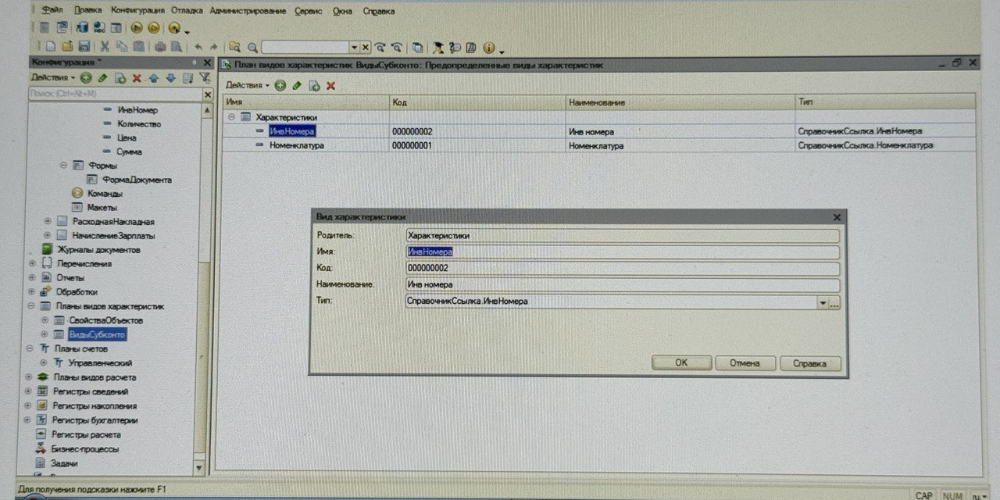 Файл Правка Конфигурация Отладка Администрирование Сервис Окна Справка
Конфигурация *
Действия
Поиск (Ctrl+Alt+M)
ИнвНомер
Количество
Цена
Сумма
Формы
ФормаДокумента
Команды
Макеты
РасходнаяНакладная
НачислениеЗарплаты
Журналы документов
Перечисления
Отчеты
Обработки
Планы видов характеристик
СвойстваОбъектов
ВидыСубконто
Планы счетов
Управленческий
Планы видов расчета
Регистры сведений
Регистры накопления
Регистры бухгалтерии
Регистры расчета
Бизнес-процессы
Задачи
План видов характеристик ВидыСубконто: Предопределенные виды характеристик
Действия
Имя Код Наименование Тип
Характеристики
ИнвНомера 000000002 Инв номера СправочникСсылка.ИнвНомера
Номенклатура 000000001 Номенклатура СправочникСсылка.Номенклатура
Вид характеристики
Родитель: Характеристики
Имя: ИнвНомера
Код: 000000002
Наименование: Инв номера
Тип: СправочникСсылка.ИнвНомера
...
OK Отмена Справка
Для получения подсказки нажмите F1
CAP NUM ru